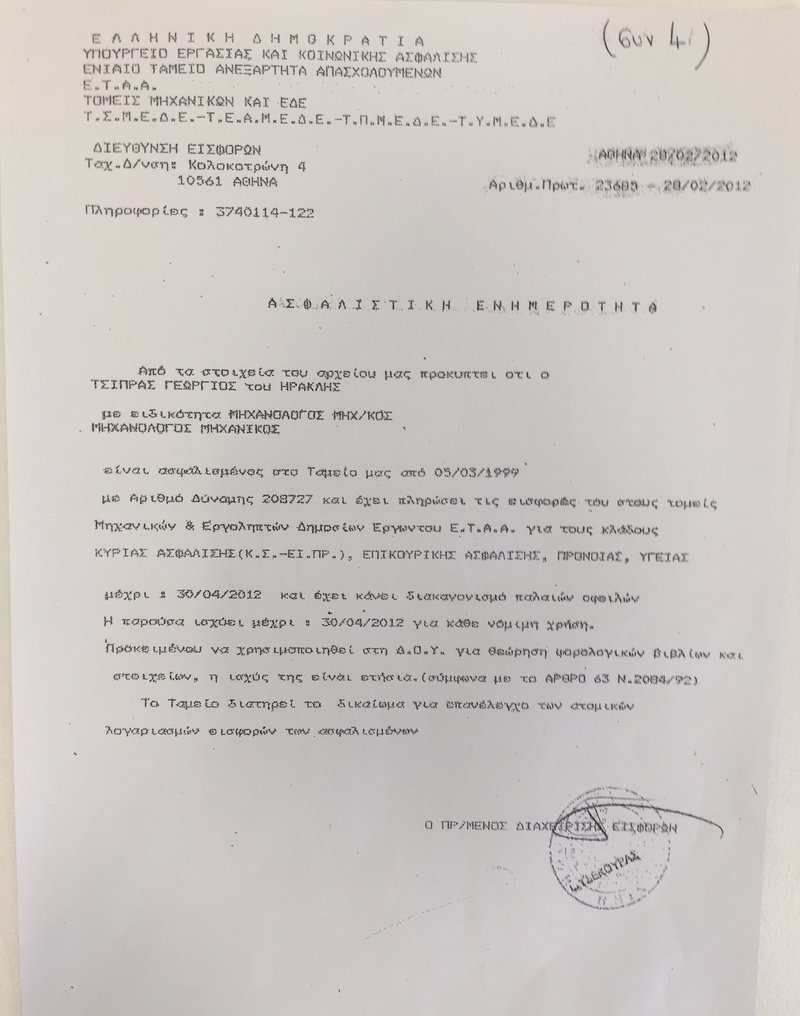 (συν 4)
Ε Λ Λ Η Ν Ι Κ Η Δ Η Μ Ο Κ Ρ Α Τ Ι Α
ΥΠΟΥΡΓΕΙΟ ΕΡΓΑΣΙΑΣ ΚΑΙ ΚΟΙΝΩΝΙΚΗΣ ΑΣΦΑΛΙΣΗΣ
ΕΝΙΑΙΟ ΤΑΜΕΙΟ ΑΝΕΞΑΡΤΗΤΑ ΑΠΑΣΧΟΛΟΥΜΕΝΩΝ
Ε.Τ.Α.Α.
ΤΟΜΕΙΣ ΜΗΧΑΝΙΚΩΝ ΚΑΙ ΕΔΕ
Τ.Σ.Μ.Ε.Δ.Ε.-Τ.Ε.Α.Μ.Ε.Δ.Ε.-Τ.Π.Μ.Ε.Δ.Ε.-Τ.Υ.Μ.Ε.Δ.Ε
ΔΙΕΥΘΥΝΣΗ ΕΙΣΦΟΡΩΝ
ΑΘΗΝΑ 28/02/2012
Ταχ.Δ/νση: Κολοκοτρώνη 4
10561 ΑΘΗΝΑ
Αριθμ.Πρωτ. 23685 - 28/02/2012
Πληροφορίες : 3740114-122
Α Σ Φ Α Λ Ι Σ Τ Ι Κ Η Ε Ν Η Μ Ε Ρ Ο Τ Η Τ Α
Από τα στοιχεία του αρχείου μας προκυπτει οτι ο
ΤΣΙΠΡΑΣ ΓΕΩΡΓΙΟΣ του ΗΡΑΚΛΗΣ
με ειδικότητα ΜΗΧΑΝΟΛΟΓΟΣ ΜΗΧ/ΚΟΣ
ΜΗΧΑΝΟΛΟΓΟΣ ΜΗΧΑΝΙΚΟΣ
είναι ασφαλισμένος στο Ταμείο μας από 05/03/1999
με Αριθμό Δύναμης 208727 και έχει πληρώσει τις εισφορές του στους τομείς
Μηχανικών & Εργοληπτών Δημοσίων Εργωντου Ε.Τ.Α.Α. για τους κλάδους
ΚΥΡΙΑΣ ΑΣΦΑΛΙΣΗΣ(Κ.Σ.-ΕΙ.ΠΡ.), ΕΠΙΚΟΥΡΙΚΗΣ ΑΣΦΑΛΙΣΗΣ, ΠΡΟΝΟΙΑΣ, ΥΓΕΙΑΣ
μέχρι : 30/04/2012 και έχει κάνει διακανονισμό παλαιών οφειλών
Η παρούσα ισχύει μέχρι : 30/04/2012 για κάθε νόμιμη χρήση.
Προκειμένου να χρησιμοποιηθεί στη Δ.Ο.Υ. για θεώρηση φορολογικών βιβλίων και
στοιχείων, η ισχύς της είναι ετήσια.(σύμφωνα με το ΑΡΘΡΟ 63 Ν.2084/92)
Το Ταμείο διατηρεί το δικαίωμα για επανέλεγχο των ατομικών
λογαριασμών εισφορών των ασφαλισμένων
Ο ΠΡ/ΜΕΝΟΣ ΔΙΑΧΕΙΡΙΣΗΣ ΕΙΣΦΟΡΩΝ